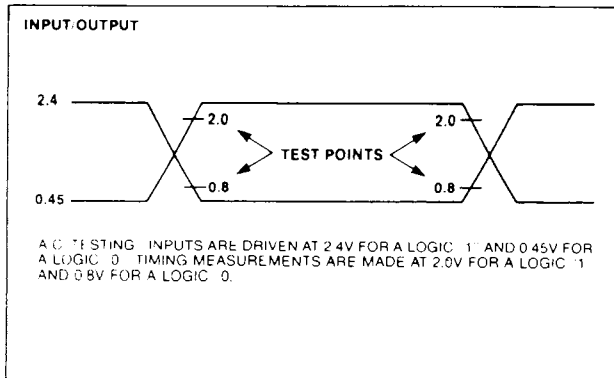 INPUT/OUTPUT
2.4
2.0
2.0
TEST POINTS
0.8
0.8
0.45
A.C. TESTING: INPUTS ARE DRIVEN AT 2.4V FOR A LOGIC "1" AND 0.45V FOR
A LOGIC "0." TIMING MEASUREMENTS ARE MADE AT 2.0V FOR A LOGIC "1"
AND 0.8V FOR A LOGIC "0."